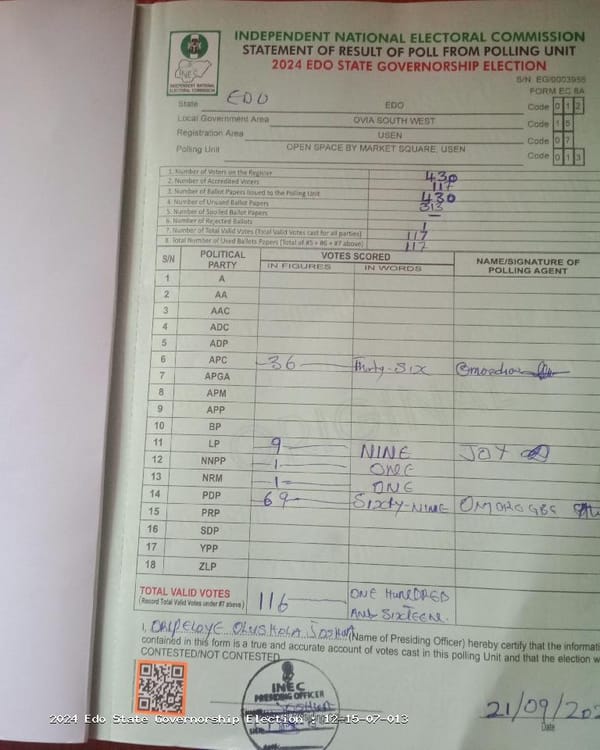 INDEPENDENT NATIONAL ELECTORAL COMMISSION
STATEMENT OF RESULT OF POLL FROM POLLING UNIT
2024 EDO STATE GOVERNORSHIP ELECTION
INEC
INDEPENDENT NATIONAL
ELECTORAL COMMISSION
S/N EG/0003955
FORM EC 8A
State EDO EDO Code 0 1 2
Local Government Area OVIA SOUTH WEST Code 1 5
Registration Area USEN Code 0 7
Polling Unit OPEN SPACE BY MARKET SQUARE, USEN Code 0 1 3
1. Number of Voters on the Register 430
2. Number of Accredited Voters 117
3. Number of Ballot Papers Issued to the Polling Unit 430
4. Number of Unused Ballot Papers 313
5. Number of Spoiled Ballot Papers –
6. Number of Rejected Ballots 1
7. Number of Total Valid Votes (Total Valid Votes cast for all parties) 117
8. Total Number of Used Ballots Papers (Total of #5 + #6 + #7 above) 117
S/N POLITICAL PARTY VOTES SCORED NAME/SIGNATURE OF POLLING AGENT
IN FIGURES IN WORDS
1 A
2 AA
3 AAC
4 ADC
5 ADP
6 APC 36 Thirty-Six
7 APGA
8 APM
9 APP
10 BP
11 LP 9 NINE JOY
12 NNPP 1 ONE
13 NRM 1 ONE
14 PDP 69 Sixty-NINE OMOROGBE
15 PRP
16 SDP
17 YPP
18 ZLP
TOTAL VALID VOTES 116 ONE HUNDRED
(Record Total Valid Votes under #7 above) AND SIXTEEN.
I, OLUSHOLA JOSHUA (Name of Presiding Officer) hereby certify that the informati
contained in this form is a true and accurate account of votes cast in this polling Unit and that the election w
CONTESTED/NOT CONTESTED
INEC
PRESIDING OFFICER
JOSHUA
21/09/202
Date
2024 Edo State Governorship Election : 12-15-07-013